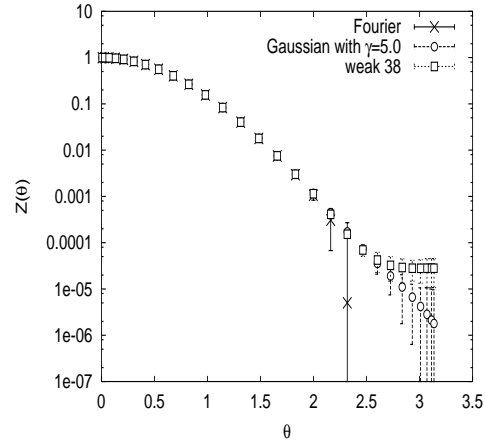 Fourier
Gaussian with γ=5.0
weak 38
1
0.1
0.01
0.001
0.0001
1e-05
1e-06
1e-07
Z(θ)
0 0.5 1 1.5 2 2.5 3 3.5
θ